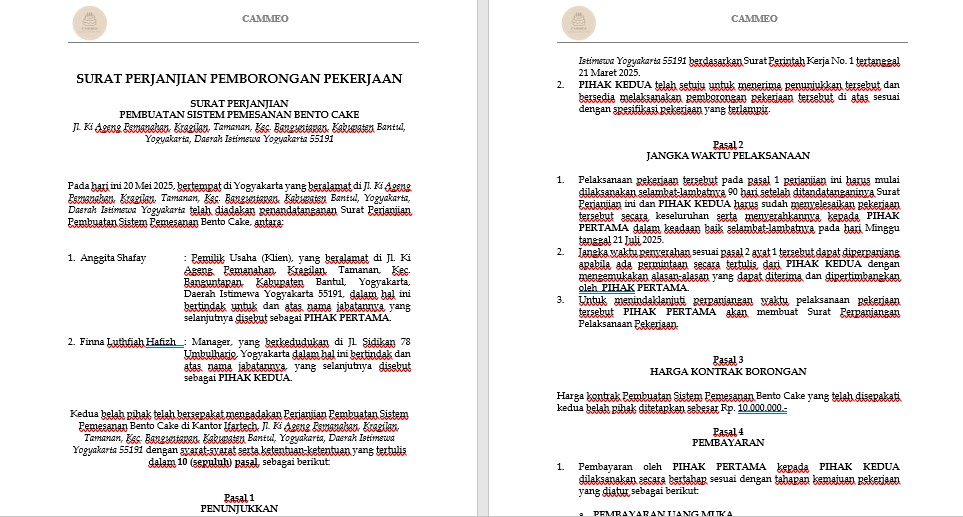 CAMMEO
SURAT PERJANJIAN PEMBORONGAN PEKERJAAN
SURAT PERJANJIAN
PEMBUATAN SISTEM PEMESANAN BENTO CAKE
Jl. Ki Ageng Pemanahan, Kragilan, Tamanan, Kec. Banguntapan, Kabupaten Bantul,
Yogyakarta, Daerah Istimewa Yogyakarta 55191
Pada hari ini 20 Mei 2025, bertempat di Yogyakarta yang beralamat di Jl. Ki Ageng
Pemanahan, Kragilan, Tamanan, Kec. Banguntapan, Kabupaten Bantul, Yogyakarta,
Daerah Istimewa Yogyakarta telah diadakan penandatanganan Surat Perjanjian
Pembuatan Sistem Pemesanan Bento Cake, antara:
1. Anggita Shafay : Pemilik Usaha (Klien), yang beralamat di Jl. Ki
Ageng Pemanahan, Kragilan, Tamanan, Kec.
Banguntapan, Kabupaten Bantul, Yogyakarta,
Daerah Istimewa Yogyakarta 55191, dalam hal ini
bertindak untuk dan atas nama jabatannya, yang
selanjutnya disebut sebagai PIHAK PERTAMA.
2. Finna Luthfiah Hafizh : Manager, yang berkedudukan di Jl. Sidikan 78
Umbulharjo, Yogyakarta dalam hal ini bertindak dan
atas nama jabatannya, yang selanjutnya disebut
sebagai PIHAK KEDUA.
Kedua belah pihak telah bersepakat mengadakan Perjanjian Pembuatan Sistem
Pemesanan Bento Cake di Kantor Ifartech, Jl. Ki Ageng Pemanahan, Kragilan,
Tamanan, Kec. Banguntapan, Kabupaten Bantul, Yogyakarta, Daerah Istimewa
Yogyakarta 55191 dengan syarat-syarat serta ketentuan-ketentuan yang tertulis
dalam 10 (sepuluh) pasal, sebagai berikut:
Pasal 1
PENUNJUKKAN
CAMMEO
Istimewa Yogyakarta 55191 berdasarkan Surat Perintah Kerja No. 1 tertanggal
21 Maret 2025.
2. PIHAK KEDUA telah setuju untuk menerima penunjukkan tersebut dan
bersedia melaksanakan pemborongan pekerjaan tersebut di atas sesuai
dengan spesifikasi pekerjaan yang terlampir.
Pasal 2
JANGKA WAKTU PELAKSANAAN
1. Pelaksanaan pekerjaan tersebut pada pasal 1 perjanjian ini harus mulai
dilaksanakan selambat-lambatnya 90 hari setelah ditandatanganinya Surat
Perjanjian ini dan PIHAK KEDUA harus sudah menyelesaikan pekerjaan
tersebut secara keseluruhan serta menyerahkannya kepada PIHAK
PERTAMA dalam keadaan baik selambat-lambatnya pada hari Minggu
tanggal 21 Juli 2025.
2. Jangka waktu penyerahan sesuai pasal 2 ayat 1 tersebut dapat diperpanjang
apabila ada permintaan secara tertulis dari PIHAK KEDUA dengan
mengemukakan alasan-alasan yang dapat diterima dan dipertimbangkan
oleh PIHAK PERTAMA.
3. Untuk menindaklanjuti perpanjangan waktu pelaksanaan pekerjaan
tersebut PIHAK PERTAMA akan membuat Surat Perpanjangan
Pelaksanaan Pekerjaan.
Pasal 3
HARGA KONTRAK BORONGAN
Harga kontrak Pembuatan Sistem Pemesanan Bento Cake yang telah disepakati
kedua belah pihak ditetapkan sebesar Rp. 10.000.000,-
Pasal 4
PEMBAYARAN
1. Pembayaran oleh PIHAK PERTAMA kepada PIHAK KEDUA
dilaksanakan secara bertahap sesuai dengan tahapan kemajuan pekerjaan
yang diatur sebagai berikut:
a. PEMBAYARAN UANG MUKA